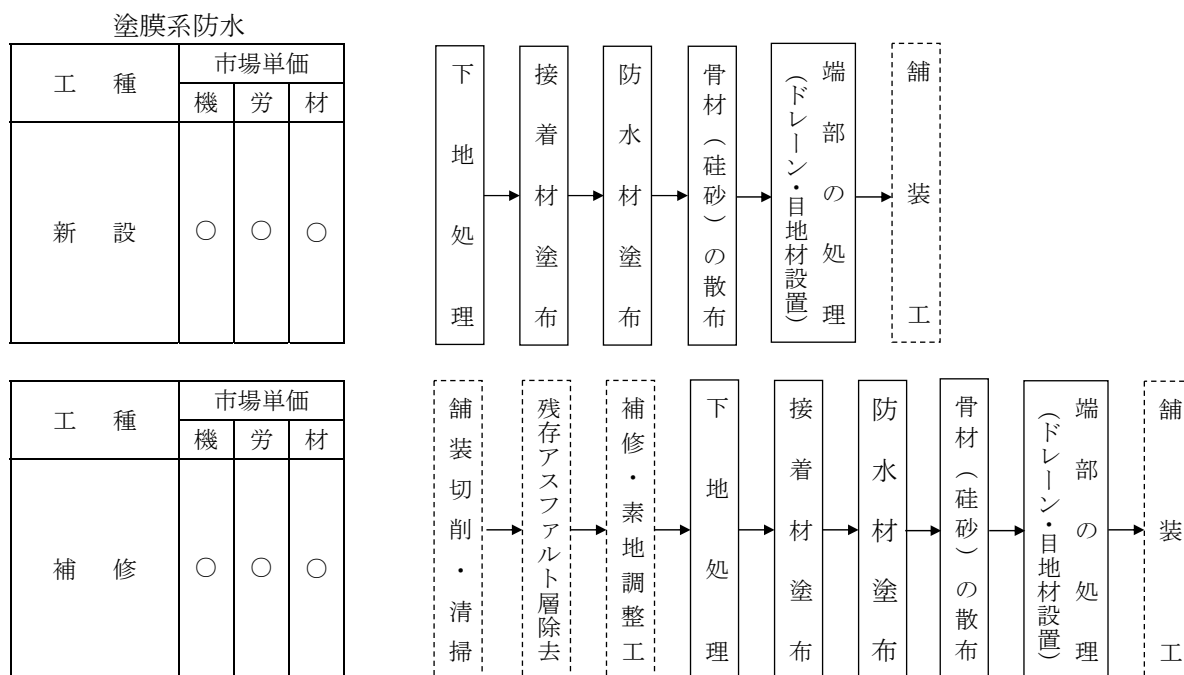 塗膜系防水
工 種
市場単価
機 労 材
新 設
○ ○ ○
下地処理
接着材塗布
防水材塗布
骨材（硅砂）の散布
端部の処理
（ドレーン・目地材設置）
舗装工
工 種
市場単価
機 労 材
補 修
○ ○ ○
舗装切削・清掃
残存アスファルト層除去
補修・素地調整工
下地処理
接着材塗布
防水材塗布
骨材（硅砂）の散布
端部の処理
（ドレーン・目地材設置）
舗装工